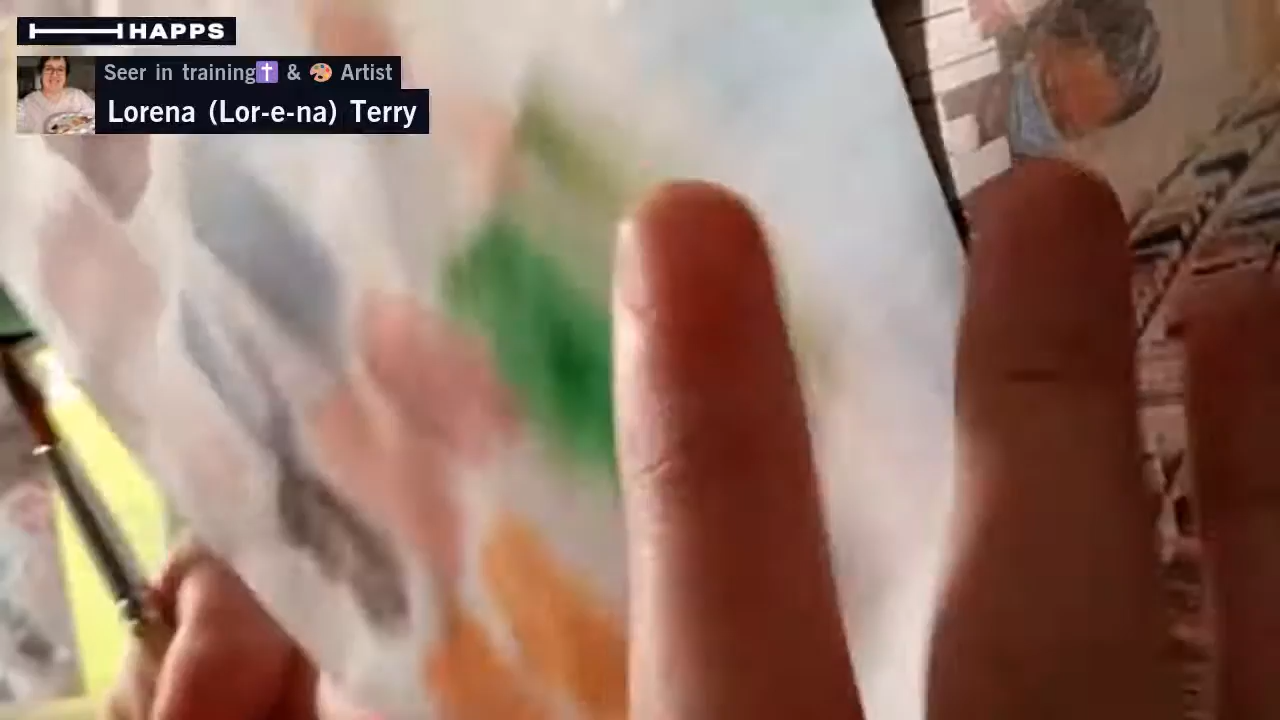 HAPPS
Seer in training✝️ & 🎨 Artist
Lorena (Lor-e-na) Terry